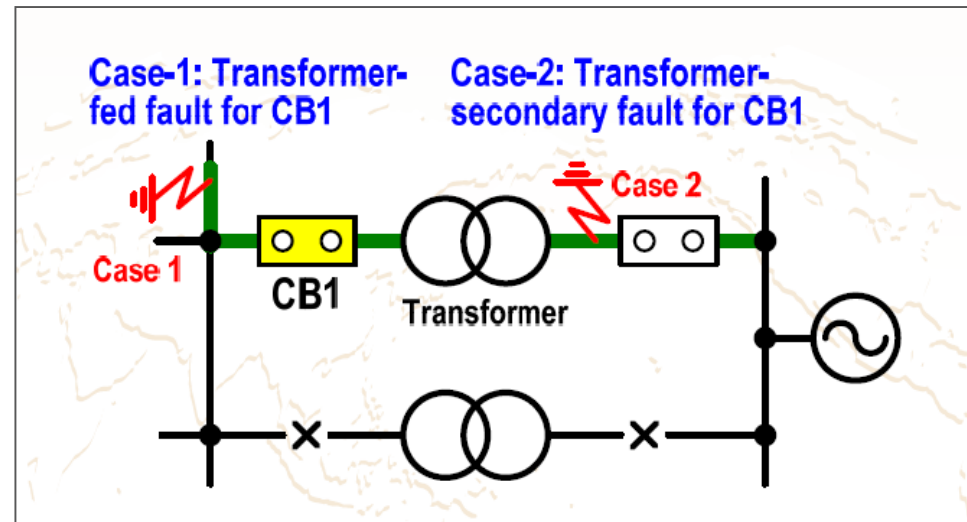 Case-1: Transformer-
fed fault for CB1
Case-2: Transformer-
secondary fault for CB1
Case 2
Case 1
CB1
Transformer